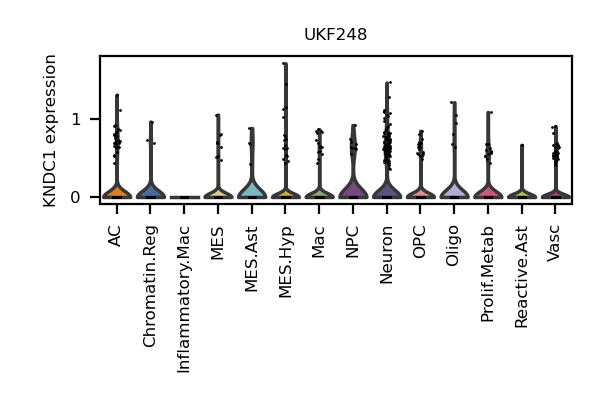 UKF248
KNDC1 expression
1
0
AC
Chromatin.Reg
Inflammatory.Mac
MES
MES.Ast
MES.Hyp
Mac
NPC
Neuron
OPC
Oligo
Prolif.Metab
Reactive.Ast
Vasc